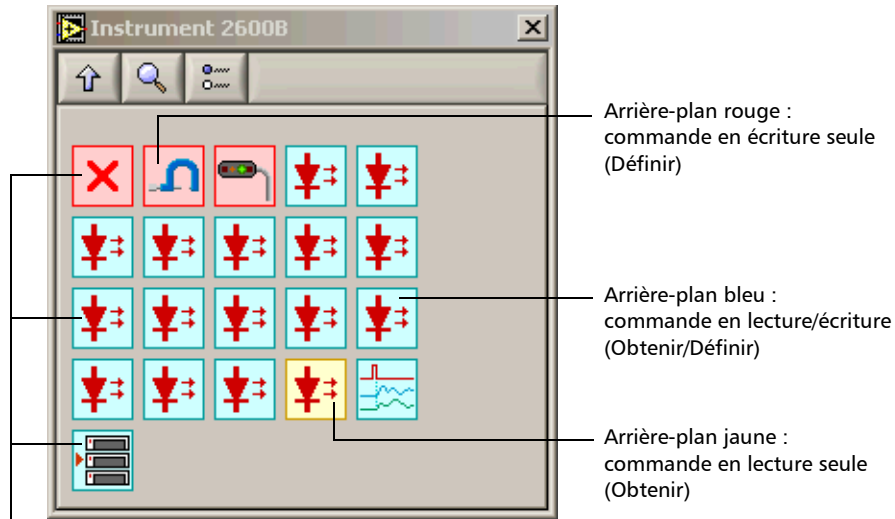 Instrument 2600B
Arrière-plan rouge :
commande en écriture seule
(Définir)
Arrière-plan bleu :
commande en lecture/écriture
(Obtenir/Définir)
Arrière-plan jaune :
commande en lecture seule
(Obtenir)